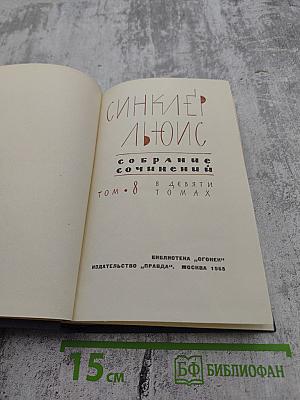 СИНКЛЕР
ЛЬЮИС
СОБРАНИЕ
СОЧИНЕНИЙ
ТОМ • 8 В ДЕВЯТИ
ТОМАХ
БИБЛИОТЕКА „ОГОНЕК"
ИЗДАТЕЛЬСТВО „ПРАВДА". МОСКВА 1965
15 см
БФ БИБЛИОФАН